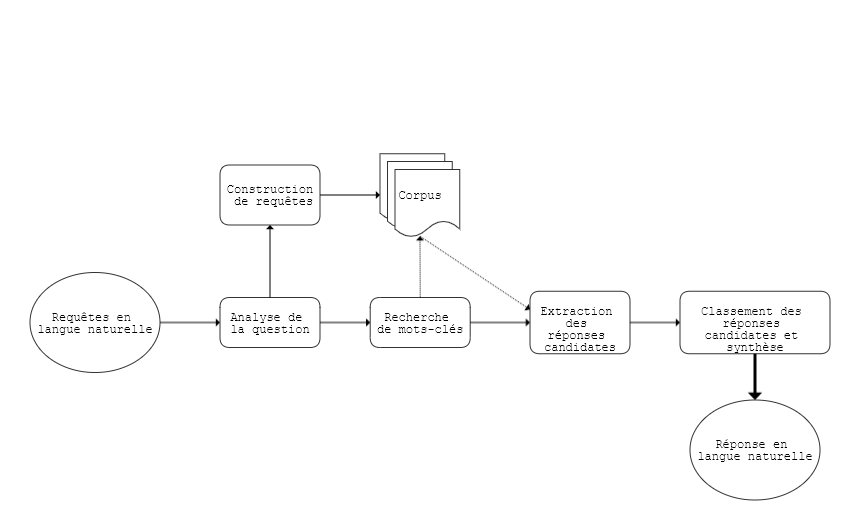 Construction
de requêtes
Corpus
Requêtes en
langue naturelle
Analyse de
la question
Recherche
de mots-clés
Extraction
des
réponses
candidates
Classement des
réponses
candidates et
synthèse
Réponse en
langue naturelle